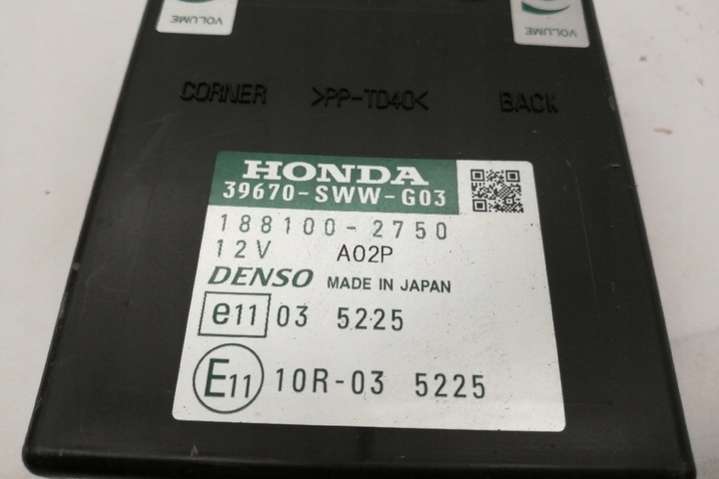 VOLUME
VOLUME
CORNER >PP-TD40< BACK
HONDA
39670-SWW-G03
188100-2750
12V A02P
DENSO MADE IN JAPAN
e11 03 5225
E11 10R-03 5225